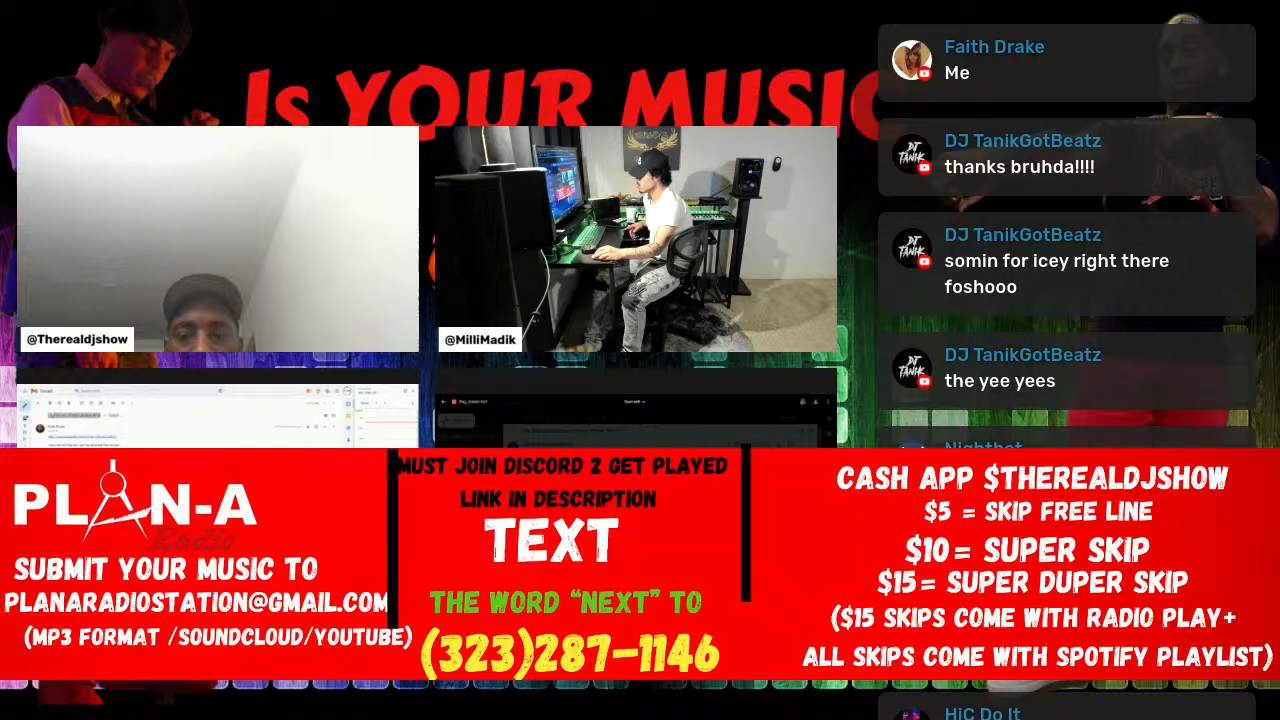 Is YOUR MUSIC
Faith Drake
Me
DJ TanikGotBeatz
thanks bruhda!!!!
DJ TanikGotBeatz
somin for icey right there
foshooo
DJ TanikGotBeatz
the yee yees
Nightbot
@Therealdjshow
@MilliMadik
PLAN-A
Radio
SUBMIT YOUR MUSIC TO
PLANARADIOSTATION@GMAIL.COM
(MP3 FORMAT /SOUNDCLOUD/YOUTUBE)
MUST JOIN DISCORD 2 GET PLAYED
LINK IN DESCRIPTION
TEXT
THE WORD “NEXT” TO
(323)287-1146
CASH APP $THEREALDJSHOW
$5 = SKIP FREE LINE
$10= SUPER SKIP
$15= SUPER DUPER SKIP
($15 SKIPS COME WITH RADIO PLAY+
ALL SKIPS COME WITH SPOTIFY PLAYLIST)
HiC Do It